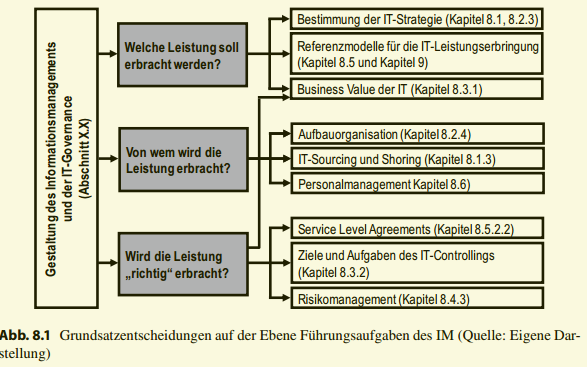 Gestaltung des Informationsmanagements
und der IT-Governance
(Abschnitt X.X)
Welche Leistung soll
erbracht werden?
Bestimmung der IT-Strategie (Kapitel 8.1, 8.2.3)
Referenzmodelle für die IT-Leistungserbringung
(Kapitel 8.5 und Kapitel 9)
Business Value der IT (Kapitel 8.3.1)
Von wem wird die
Leistung erbracht?
Aufbauorganisation (Kapitel 8.2.4)
IT-Sourcing und Shoring (Kapitel 8.1.3)
Personalmanagement Kapitel 8.6)
Wird die Leistung
„richtig“ erbracht?
Service Level Agreements (Kapitel 8.5.2.2)
Ziele und Aufgaben des IT-Controllings
(Kapitel 8.3.2)
Risikomanagement (Kapitel 8.4.3)
Abb. 8.1 Grundsatzentscheidungen auf der Ebene Führungsaufgaben des IM (Quelle: Eigene Dar-
stellung)